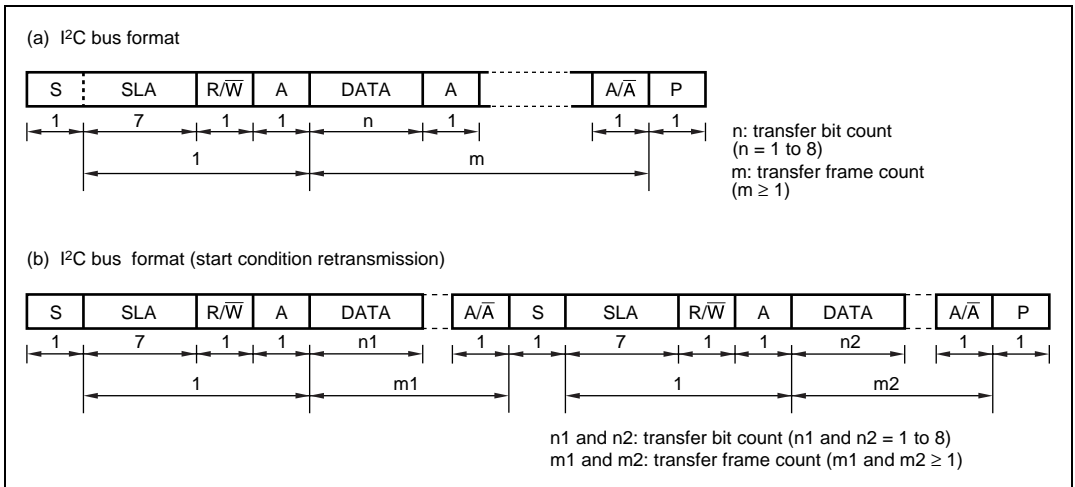 (a) I²C bus format
S SLA R/W̅ A DATA A A/A̅ P
1 7 1 1 n 1 1 1
1 m
n: transfer bit count
(n = 1 to 8)
m: transfer frame count
(m ≥ 1)
(b) I²C bus format (start condition retransmission)
S SLA R/W̅ A DATA A/A̅ S SLA R/W̅ A DATA A/A̅ P
1 7 1 1 n1 1 1 7 1 1 n2 1 1
1 m1 1 m2
n1 and n2: transfer bit count (n1 and n2 = 1 to 8)
m1 and m2: transfer frame count (m1 and m2 ≥ 1)